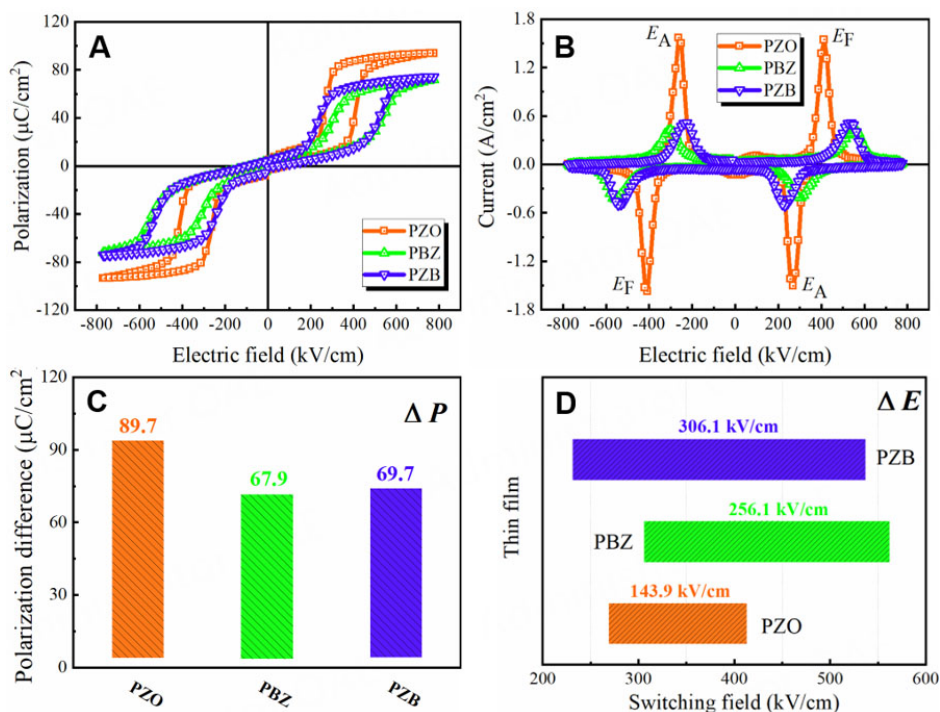 A
Polarization (μC/cm²)
120
80
40
0
-40
-80
-120
PZO
PBZ
PZB
-800 -600 -400 -200 0 200 400 600 800
Electric field (kV/cm)
B
Current (A/cm²)
1.8
1.2
0.6
0.0
-0.6
-1.2
-1.8
E_A
E_F
PZO
PBZ
PZB
E_F
E_A
-800 -600 -400 -200 0 200 400 600 800
Electric field (kV/cm)
C
Δ P
Polarization difference (μC/cm²)
120
90
60
30
0
89.7
67.9
69.7
PZO
PBZ
PZB
D
Δ E
Thin film
306.1 kV/cm
PZB
256.1 kV/cm
PBZ
143.9 kV/cm
PZO
200 300 400 500 600
Switching field (kV/cm)